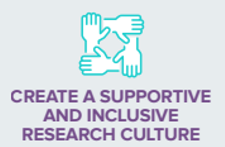 CREATE A SUPPORTIVE
AND INCLUSIVE
RESEARCH CULTURE